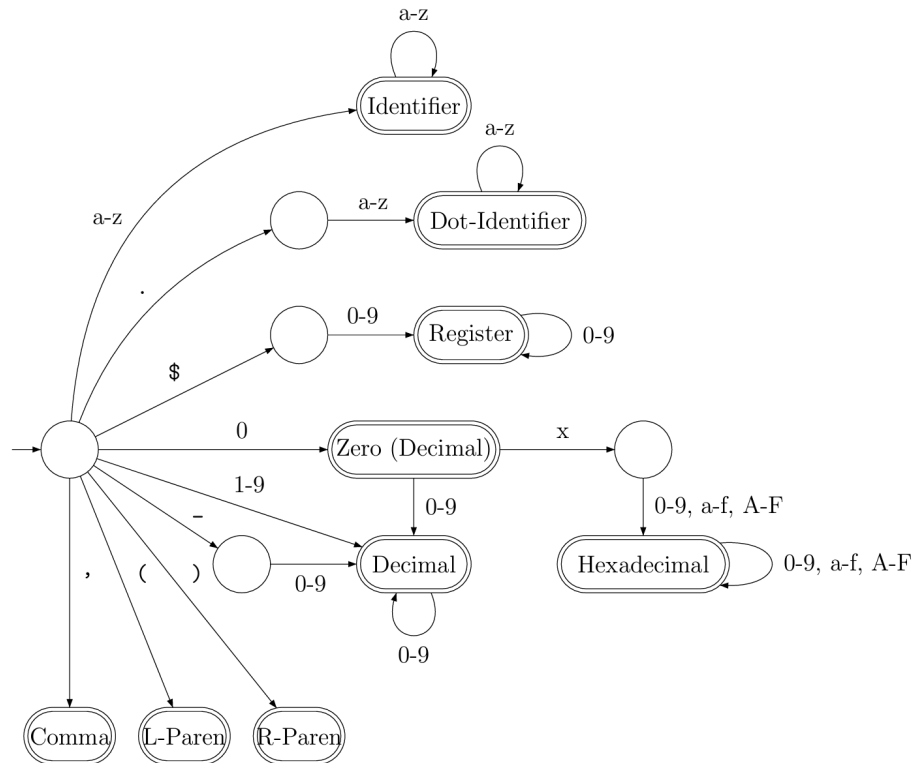 a-z
Identifier
a-z
a-z
a-z
Dot-Identifier
.
0-9
Register
0-9
$
0
Zero (Decimal)
x
1-9
0-9
0-9, a-f, A-F
-
Decimal
Hexadecimal
0-9, a-f, A-F
, ( )
0-9
0-9
Comma
L-Paren
R-Paren